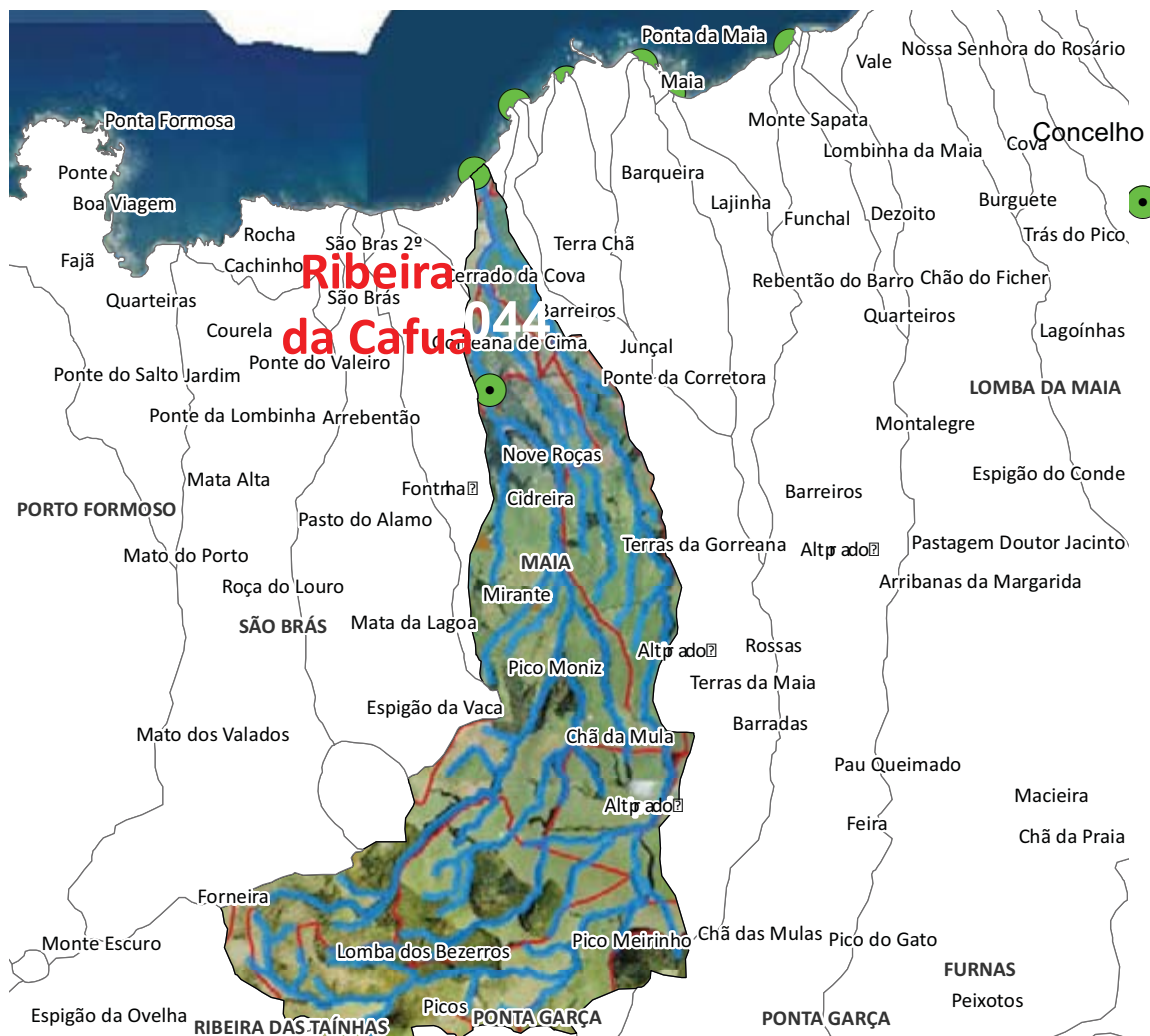 Ponta da Maia
Nossa Senhora do Rosário
Vale
Maia
Ponta Formosa
Monte Sapata
Concelho
Cova
Lombinha da Maia
Ponte
Barqueira
Boa Viagem
Lajinha
Burguete
Funchal
Dezoito
Rocha
São Bras 2º
Terra Chã
Trás do Pico
Fajã
Cachinho
Ribeira
da Cafua
Cerrado da Cova
Rebentão do Barro
Chão do Ficher
Quarteiras
São Brás
044
Barreiros
Quarteiros
Courela
Gorreana de Cima
Junçal
Lagoínhas
Ponte do Valeiro
Ponte do Salto
Jardim
Ponte da Corretora
LOMBA DA MAIA
Ponte da Lombinha
Arrebentão
Montalegre
Nove Roças
Mata Alta
Espigão do Conde
Cidreira
Barreiros
PORTO FORMOSO
Pasto do Alamo
Mato do Porto
Terras da Gorreana
Pastagem Doutor Jacinto
MAIA
Roça do Louro
Mirante
Arribanas da Margarida
SÃO BRÁS
Mata da Lagoa
Rossas
Pico Moniz
Terras da Maia
Espigão da Vaca
Barradas
Mato dos Valados
Chã da Mula
Pau Queimado
Macieira
Feira
Chã da Praia
Forneira
Monte Escuro
Lomba dos Bezerros
Pico Meirinho
Chã das Mulas
Pico do Gato
FURNAS
Picos
Peixotos
Espigão da Ovelha
RIBEIRA DAS TAÍNHAS
PONTA GARÇA
PONTA GARÇA